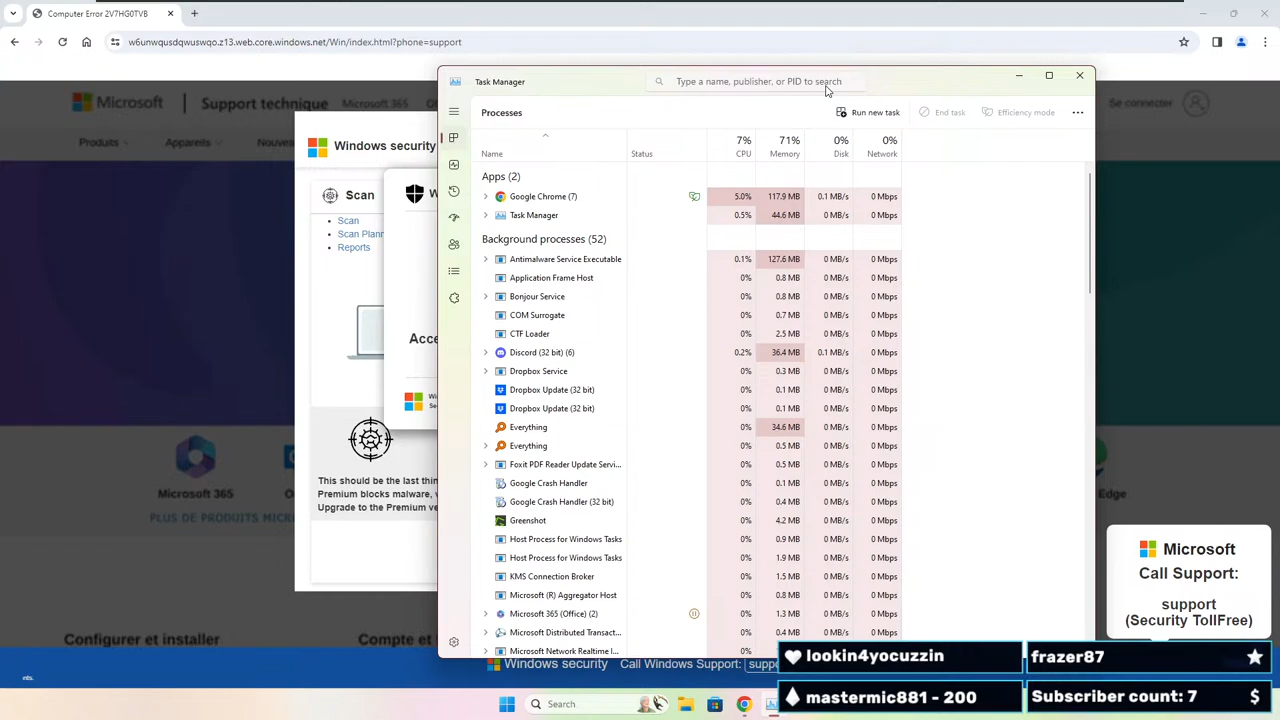 Computer Error 2V7HG0TVB
w6unwqusdqwuswqo.z13.web.core.windows.net/Win/index.html?phone=support
Microsoft
Support technique
Microsoft 365
Of
Se connecter
Produits
Appareils
Nouvea
Windows security
Scan
Scan
Scan Plann
Reports
W
Acce
This should be the last thin
Premium blocks malware, v
Upgrade to the Premium ve
Microsoft 365
O
Edge
PLUS DE PRODUITS MICR
Configurer et installer
Compte et
Task Manager
Type a name, publisher, or PID to search
Processes
Run new task
End task
Efficiency mode
7% 71% 0% 0%
Name Status CPU Memory Disk Network
Apps (2)
Google Chrome (7) 5.0% 117.9 MB 0.1 MB/s 0 Mbps
Task Manager 0.5% 44.6 MB 0 MB/s 0 Mbps
Background processes (52)
Antimalware Service Executable 0.1% 127.6 MB 0 MB/s 0 Mbps
Application Frame Host 0% 0.8 MB 0 MB/s 0 Mbps
Bonjour Service 0% 0.8 MB 0 MB/s 0 Mbps
COM Surrogate 0% 0.7 MB 0 MB/s 0 Mbps
CTF Loader 0% 2.5 MB 0 MB/s 0 Mbps
Discord (32 bit) (6) 0.2% 36.4 MB 0.1 MB/s 0 Mbps
Dropbox Service 0% 0.3 MB 0 MB/s 0 Mbps
Dropbox Update (32 bit) 0% 0.1 MB 0 MB/s 0 Mbps
Dropbox Update (32 bit) 0% 0.1 MB 0 MB/s 0 Mbps
Everything 0% 34.6 MB 0 MB/s 0 Mbps
Everything 0% 0.5 MB 0 MB/s 0 Mbps
Foxit PDF Reader Update Servi... 0% 0.5 MB 0 MB/s 0 Mbps
Google Crash Handler 0% 0.1 MB 0 MB/s 0 Mbps
Google Crash Handler (32 bit) 0% 0.4 MB 0 MB/s 0 Mbps
Greenshot 0% 4.2 MB 0 MB/s 0 Mbps
Host Process for Windows Tasks 0% 0.9 MB 0 MB/s 0 Mbps
Host Process for Windows Tasks 0% 1.9 MB 0 MB/s 0 Mbps
KMS Connection Broker 0% 1.5 MB 0 MB/s 0 Mbps
Microsoft (R) Aggregator Host 0% 0.8 MB 0 MB/s 0 Mbps
Microsoft 365 (Office) (2) 0% 1.3 MB 0 MB/s 0 Mbps
Microsoft Distributed Transact... 0% 0.4 MB 0 MB/s 0 Mbps
Microsoft Network Realtime I... 0%
Microsoft
Call Support:
support
(Security TollFree)
nts.
Windows security Call Windows Support: suppo
lookin4yocuzzin
frazer87
mastermic881 - 200
Subscriber count: 7
$
Search